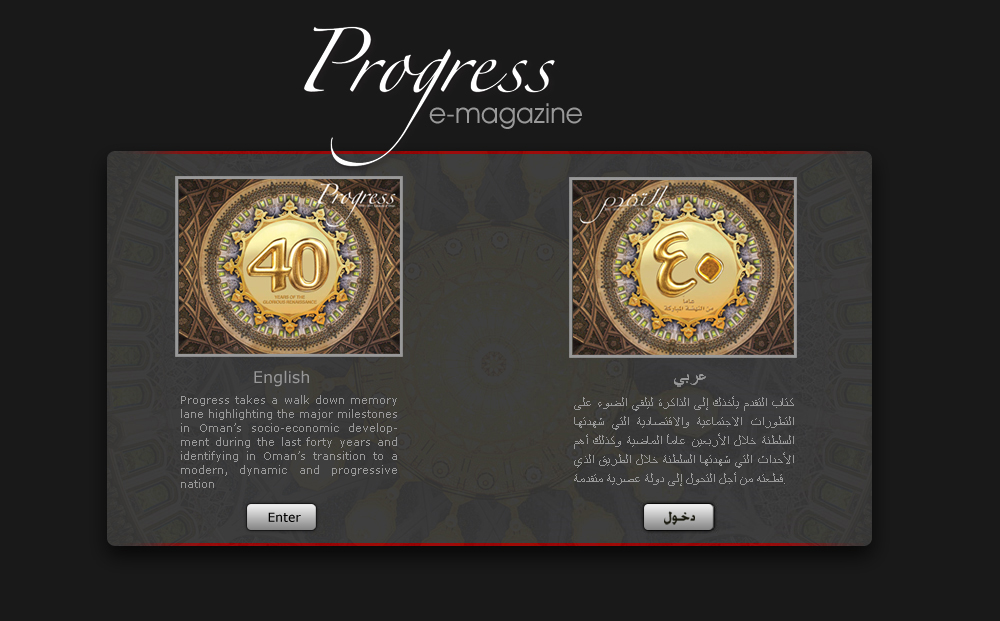 Progress
e-magazine
Progress
40
YEARS OF THE
GLORIOUS RENAISSANCE
English
Progress takes a walk down memory
lane highlighting the major milestones
in Oman's socio-economic develop-
ment during the last forty years and
identifying in Oman's transition to a
modern, dynamic and progressive
nation
Enter
التقدم
٤٠
عاماً
من النهضة المباركة
عربي
كتاب التقدم يأخذك إلى الذاكرة ليلقي الضوء على
التطورات الاجتماعية والاقتصادية التي شهدتها
السلطنة خلال الأربعين عاماً الماضية وكذلك أهم
الأحداث التي شهدتها السلطنة خلال الطريق الذي
قطعته من أجل التحول إلى دولة عصرية متقدمة.
دخول